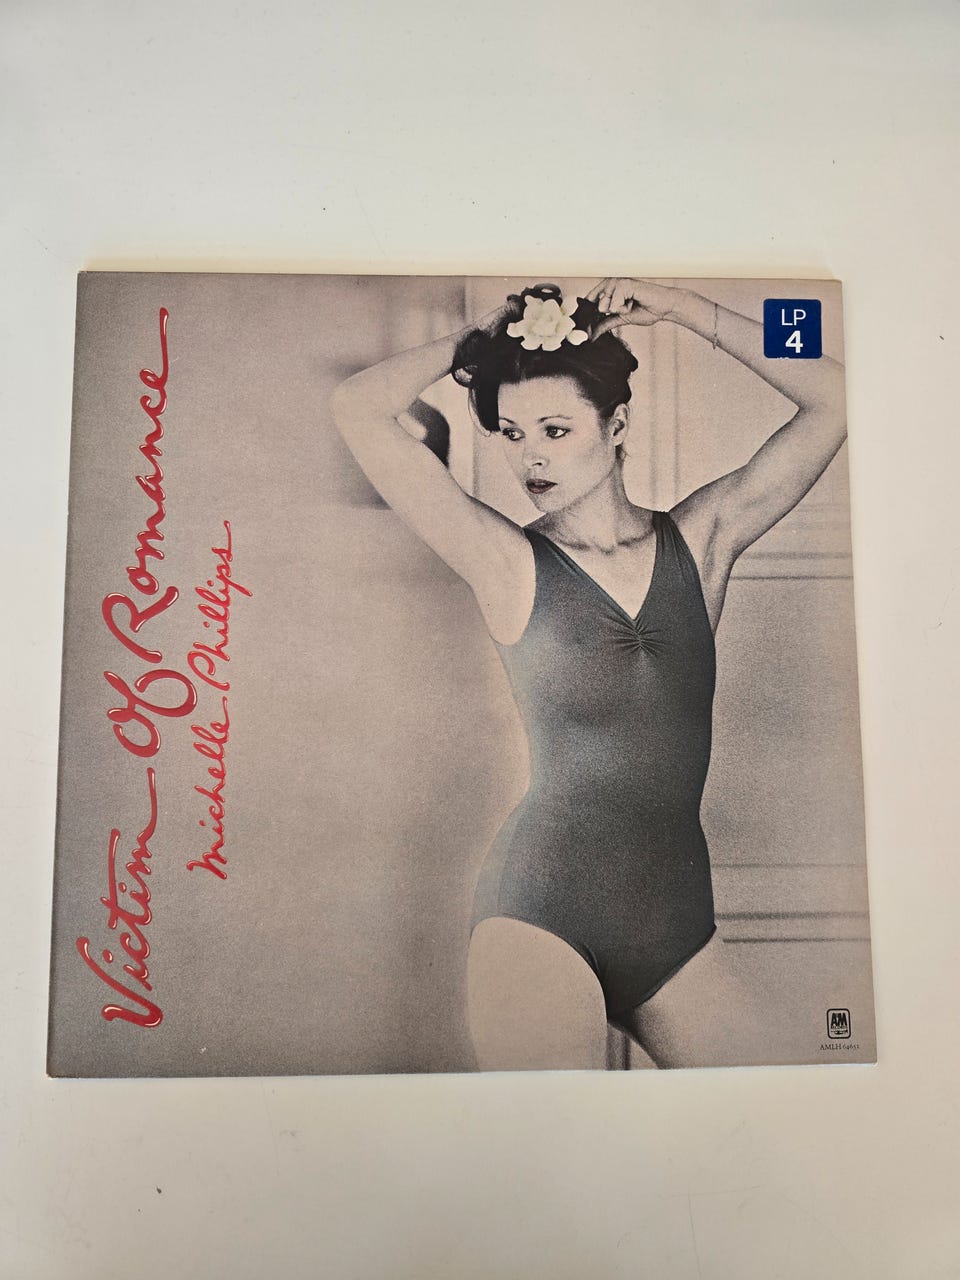 Victim Of Romance
Michelle Phillips
LP
4
A&M
AMLH 64651